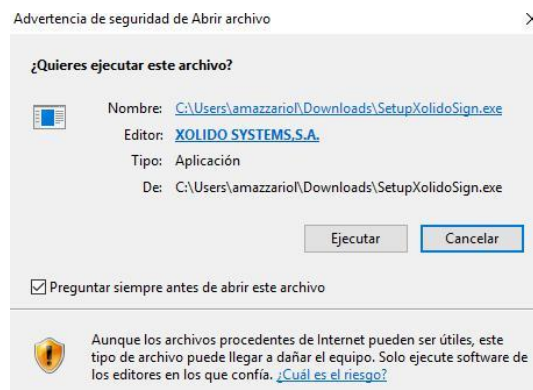 Advertencia de seguridad de Abrir archivo
¿Quieres ejecutar este archivo?
Nombre: C:\Users\amazzariol\Downloads\SetupXolidoSign.exe
Editor: XOLIDO SYSTEMS,S.A.
Tipo: Aplicación
De: C:\Users\amazzariol\Downloads\SetupXolidoSign.exe
Ejecutar Cancelar
Preguntar siempre antes de abrir este archivo
Aunque los archivos procedentes de Internet pueden ser útiles, este
tipo de archivo puede llegar a dañar el equipo. Solo ejecute software de
los editores en los que confía. ¿Cuál es el riesgo?